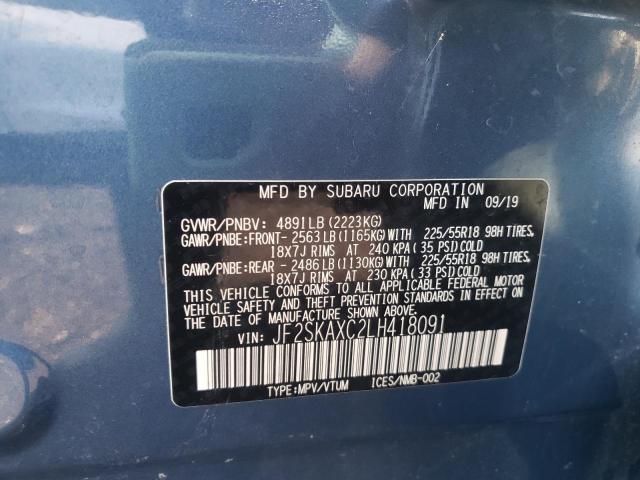 MFD BY SUBARU CORPORATION
MFD IN 09/19
GVWR/PNBV: 4891LB (2223KG)
GAWR/PNBE: FRONT- 2563LB (1165KG) WITH 225/55R18 98H TIRES,
18X7J RIMS AT 240 KPA (35 PSI) COLD
GAWR/PNBE: REAR - 2486LB (1130KG) WITH 225/55R18 98H TIRES,
18X7J RIMS AT 230 KPA (33 PSI) COLD
THIS VEHICLE CONFORMS TO ALL APPLICABLE FEDERAL MOTOR
VEHICLE SAFETY AND THEFT PREVENTION STANDARDS IN EFFECT ON
THE DATE OF MANUFACTURE SHOWN ABOVE.
VIN: JF2SKAXC2LH418091
TYPE: MPV/VTUM ICES/NMB-002